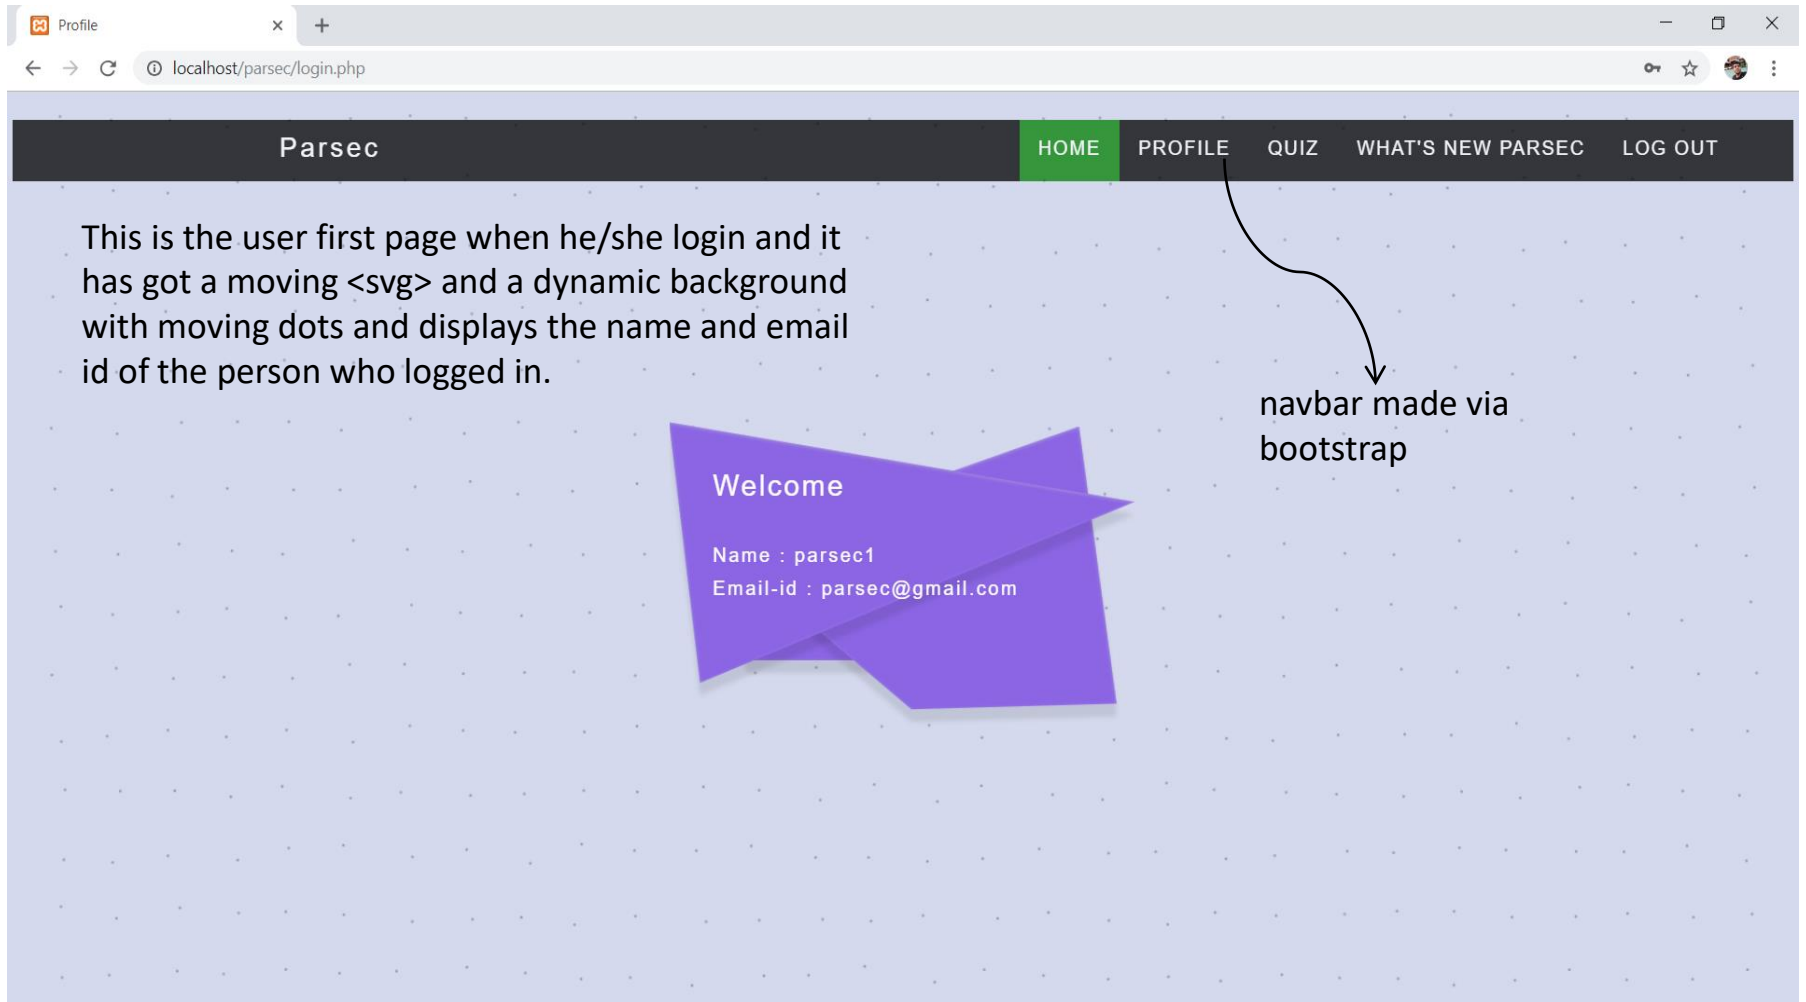 Profile
localhost/parsec/login.php
Parsec
HOME PROFILE QUIZ WHAT'S NEW PARSEC LOG OUT
This is the user first page when he/she login and it
has got a moving <svg> and a dynamic background
with moving dots and displays the name and email
id of the person who logged in.
navbar made via
bootstrap
Welcome
Name : parsec1
Email-id : parsec@gmail.com